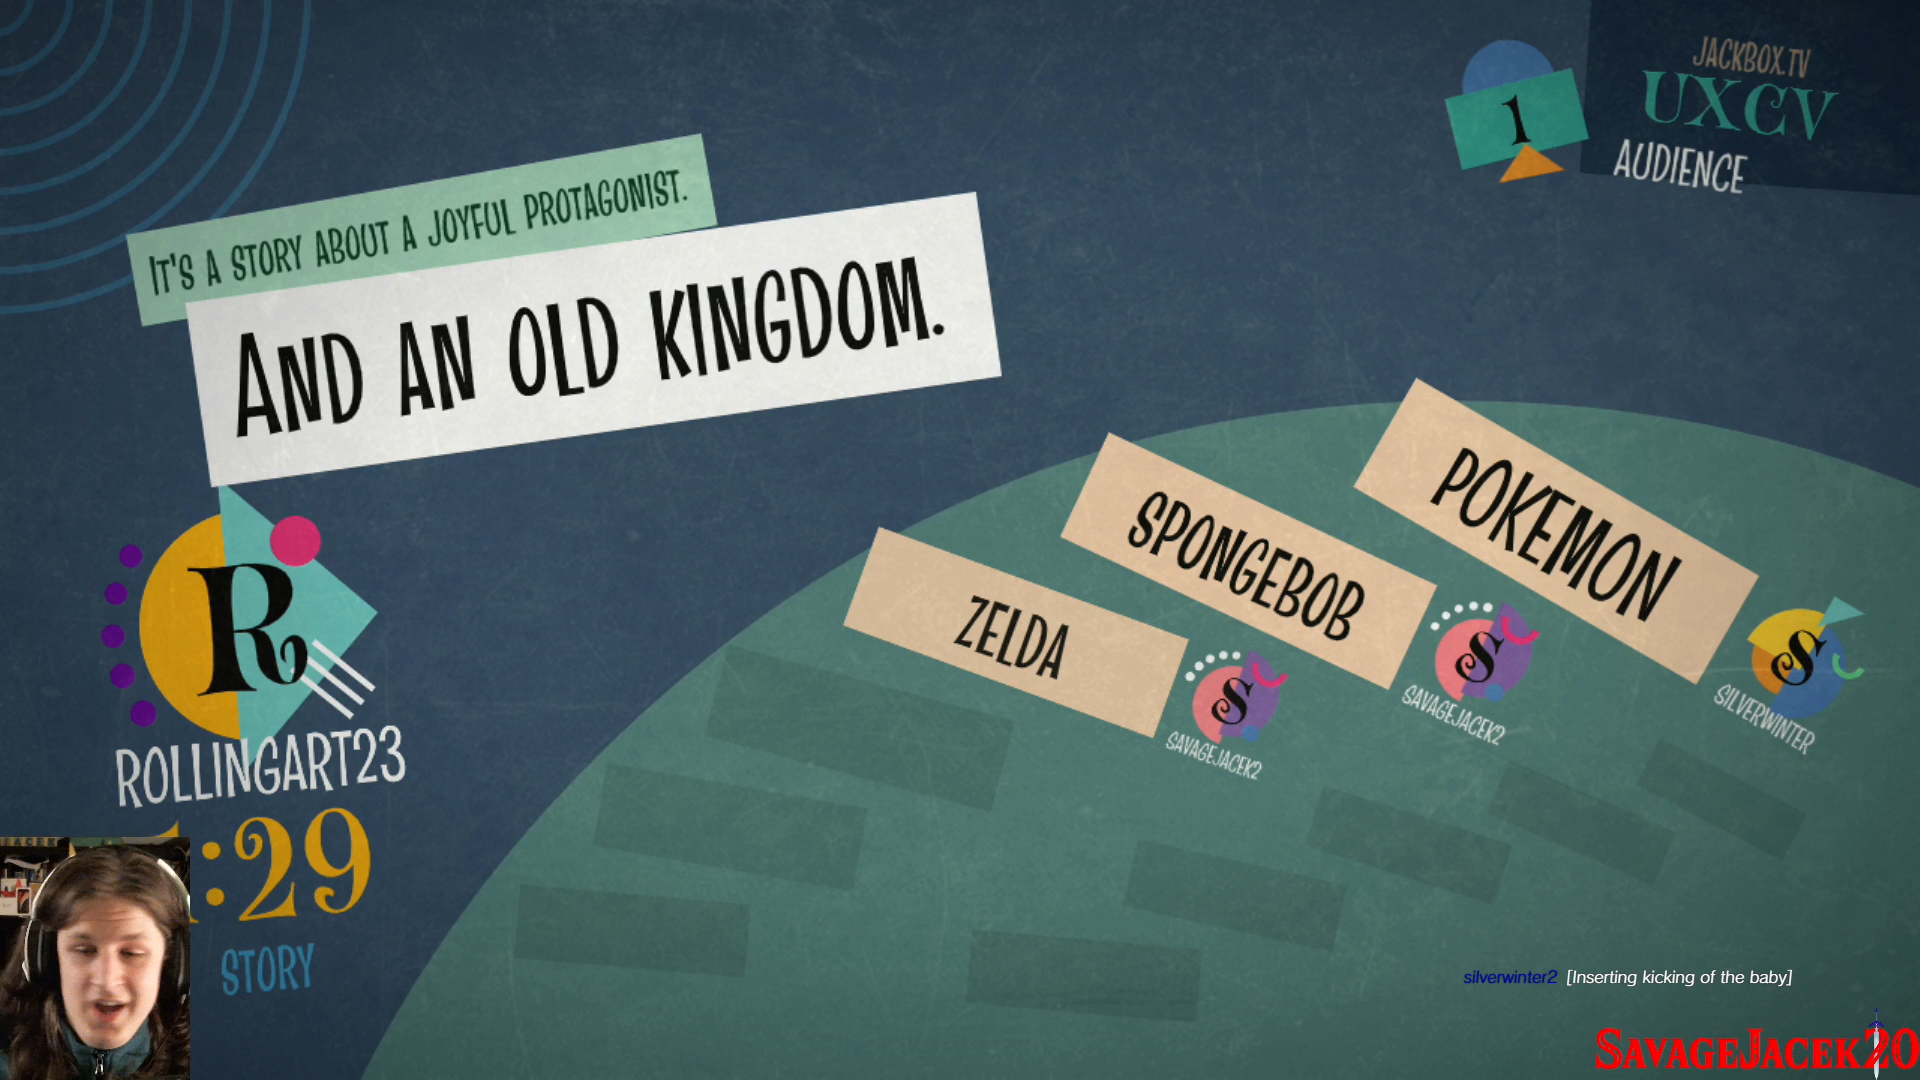 JACKBOX.TV
UXCV
1
AUDIENCE
IT'S A STORY ABOUT A JOYFUL PROTAGONIST.
AND AN OLD KINGDOM.
POKEMON
SPONGEBOB
ZELDA
S
SILVERWINTER
S
SAVAGEJACEK2
S
SAVAGEJACEK2
R
ROLLINGART23
:29
STORY
silverwinter2 [Inserting kicking of the baby]
SAVAGEJACEK20